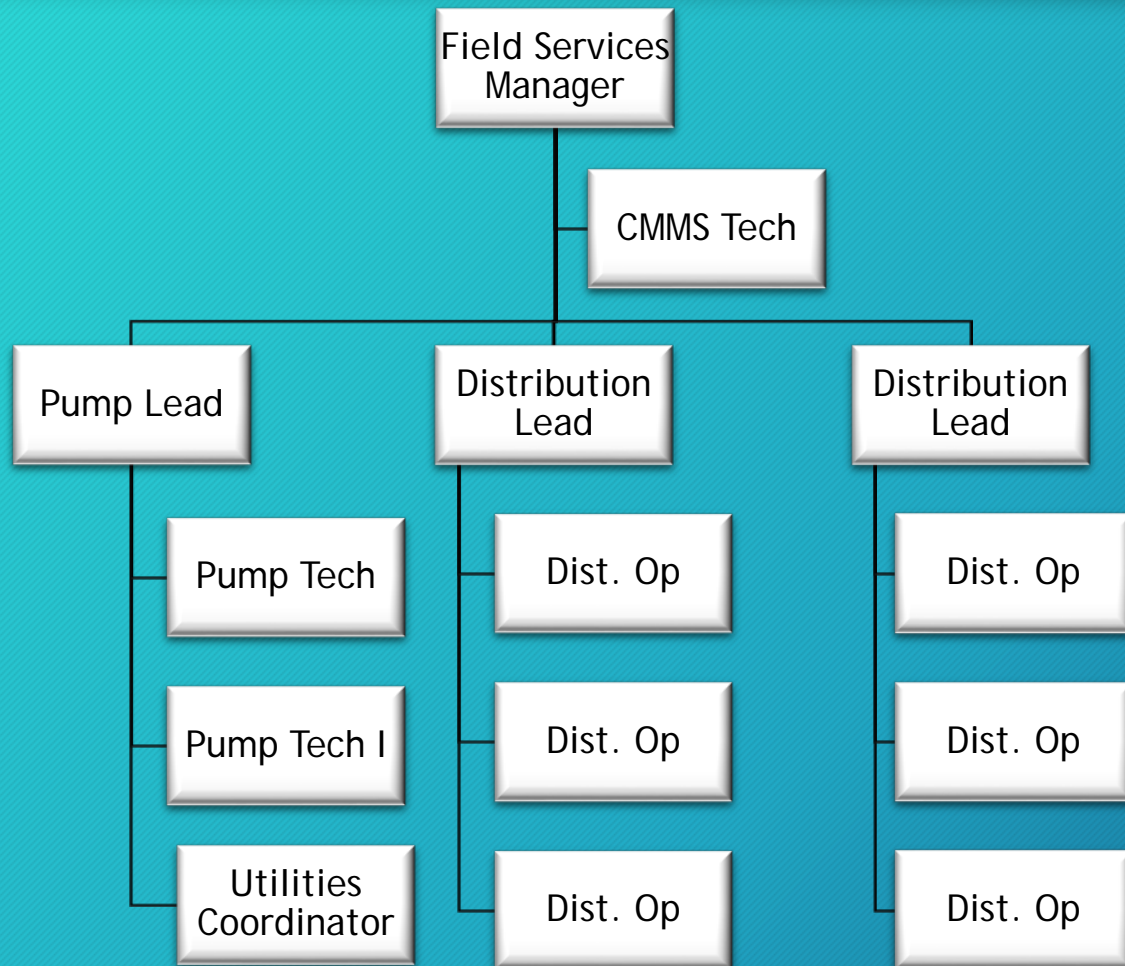 Field Services
Manager
CMMS Tech
Pump Lead
Distribution
Lead
Distribution
Lead
Pump Tech
Dist. Op
Dist. Op
Pump Tech I
Dist. Op
Dist. Op
Utilities
Coordinator
Dist. Op
Dist. Op